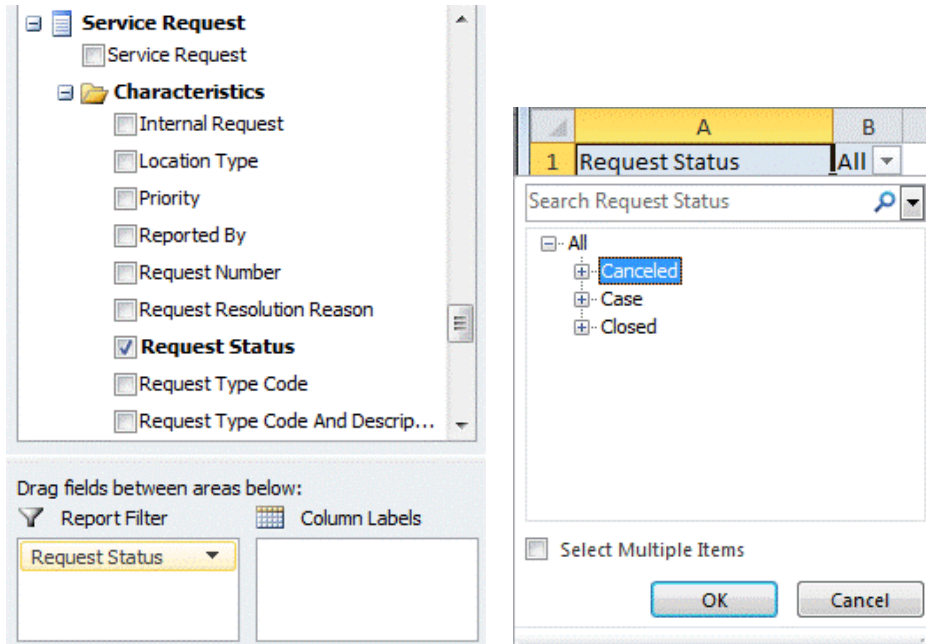 Service Request
Service Request
Characteristics
Internal Request
Location Type
Priority
Reported By
Request Number
Request Resolution Reason
Request Status
Request Type Code
Request Type Code And Descrip...
Drag fields between areas below:
Report Filter
Column Labels
Request Status
A B
1 Request Status All
Search Request Status
All
Canceled
Case
Closed
Select Multiple Items
OK Cancel